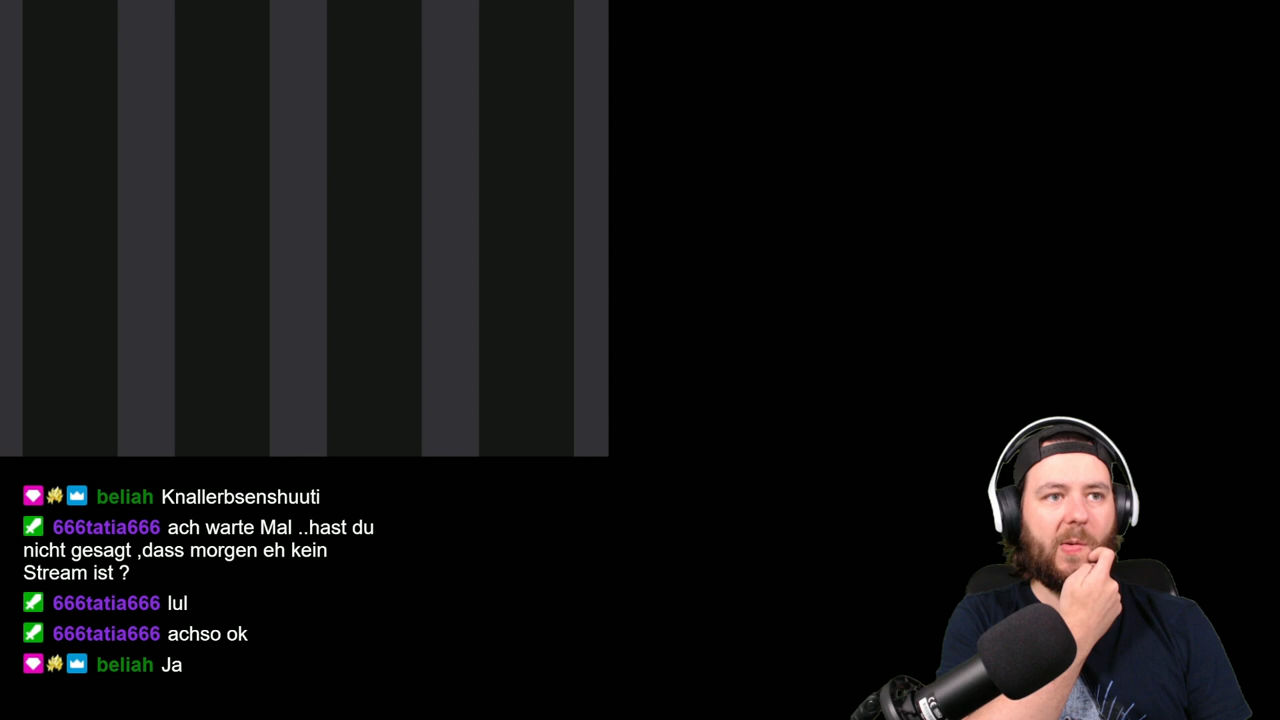 beliah Knallerbsenshuuti
666tatia666 ach warte Mal ..hast du
nicht gesagt ,dass morgen eh kein
Stream ist ?
666tatia666 lul
666tatia666 achso ok
beliah Ja